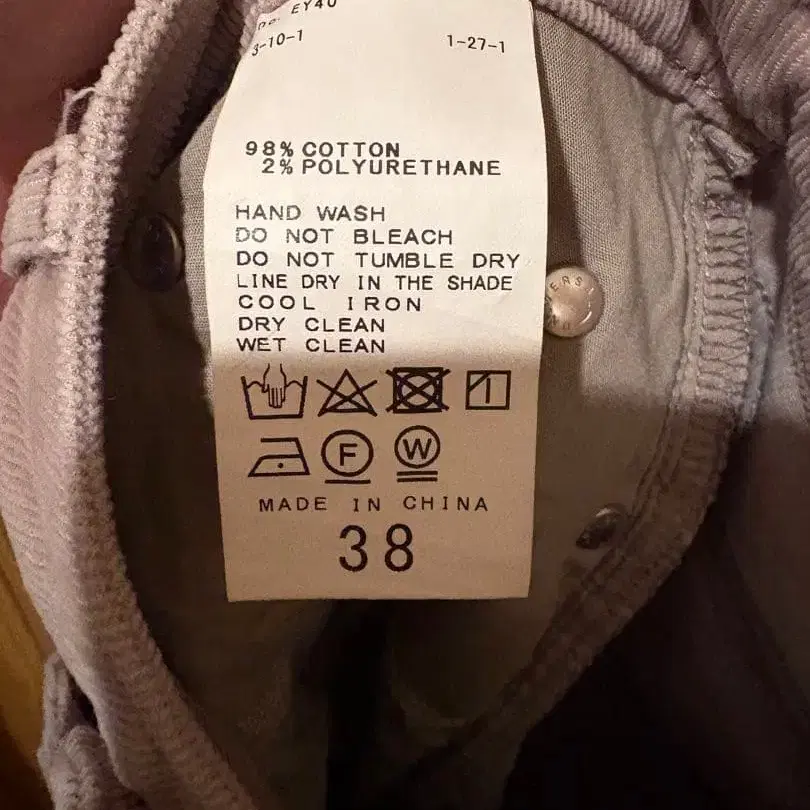 EY40
3-10-1 1-27-1
98% COTTON
2% POLYURETHANE
HAND WASH
DO NOT BLEACH
DO NOT TUMBLE DRY
LINE DRY IN THE SHADE
COOL IRON
DRY CLEAN
WET CLEAN
F W
MADE IN CHINA
38